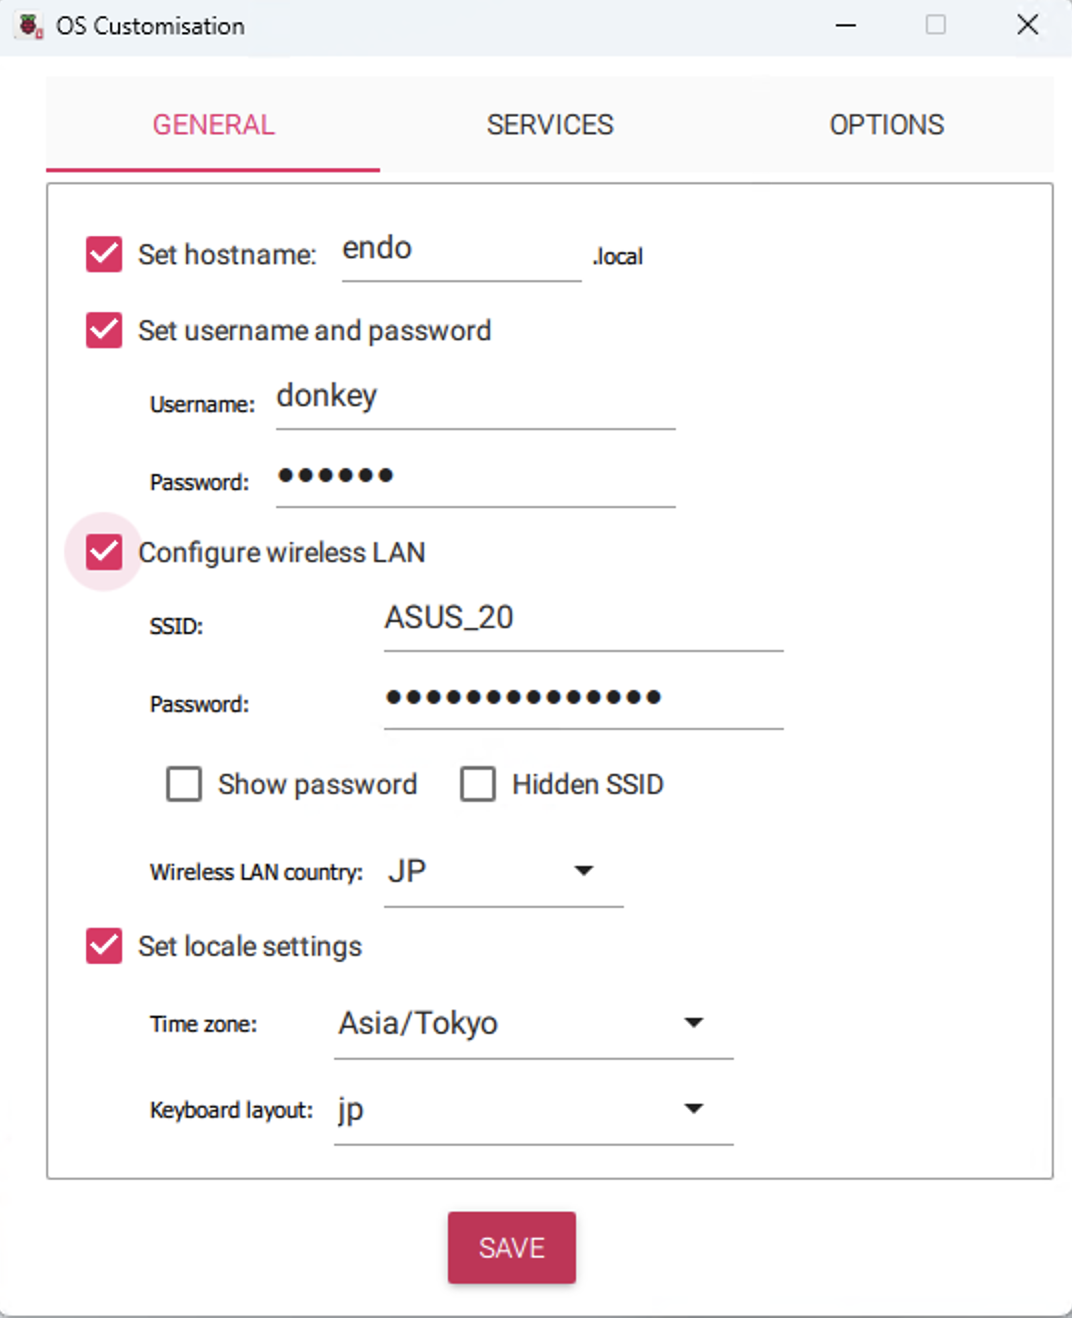 OS Customisation
GENERAL SERVICES OPTIONS
Set hostname: endo .local
Set username and password
Username: donkey
Password: ••••••
Configure wireless LAN
SSID: ASUS_20
Password: ••••••••••••••
Show password Hidden SSID
Wireless LAN country: JP
Set locale settings
Time zone: Asia/Tokyo
Keyboard layout: jp
SAVE